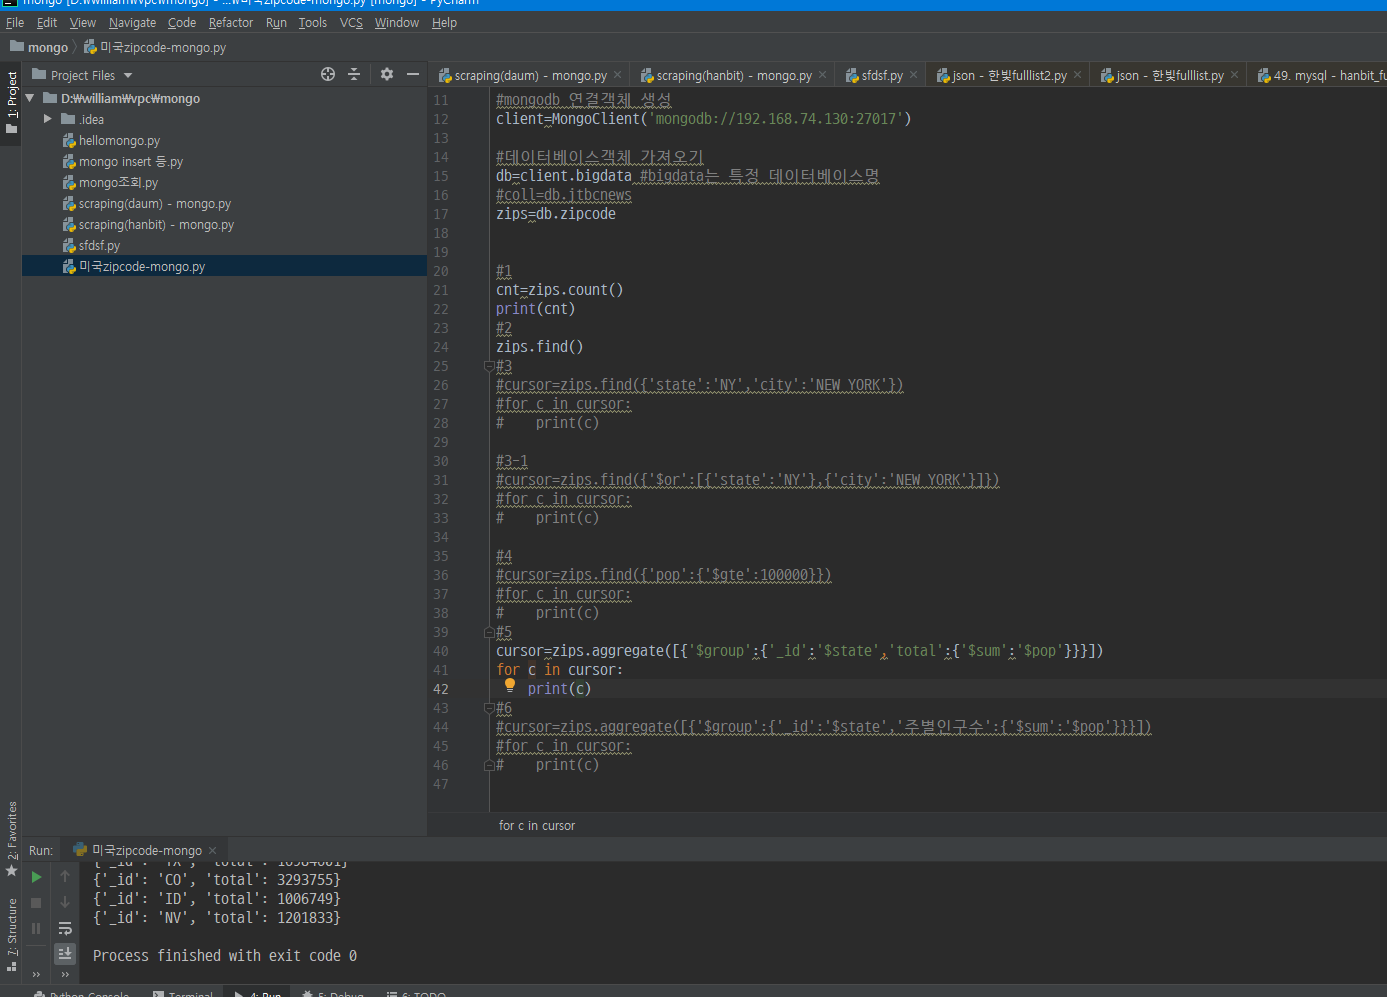 mongo [D:\william\vpc\mongo] - ...\미국zipcode-mongo.py [mongo] - PyCharm
File Edit View Navigate Code Refactor Run Tools VCS Window Help
mongo 미국zipcode-mongo.py
1: Project
Project Files
scraping(daum) - mongo.py
scraping(hanbit) - mongo.py
sfdsf.py
json - 한빛fulllist2.py
json - 한빛fulllist.py
49. mysql - hanbit_fu
D:₩william₩vpc₩mongo
.idea
hellomongo.py
mongo insert 등.py
mongo조회.py
scraping(daum) - mongo.py
scraping(hanbit) - mongo.py
sfdsf.py
미국zipcode-mongo.py
11 #mongodb 연결객체 생성
12 client=MongoClient('mongodb://192.168.74.130:27017')
13
14 #데이터베이스객체 가져오기
15 db=client.bigdata #bigdata는 특정 데이터베이스명
16 #coll=db.jtbcnews
17 zips=db.zipcode
18
19
20 #1
21 cnt=zips.count()
22 print(cnt)
23 #2
24 zips.find()
25 #3
26 #cursor=zips.find({'state':'NY','city':'NEW YORK'})
27 #for c in cursor:
28 #    print(c)
29
30 #3-1
31 #cursor=zips.find({'$or':[{'state':'NY'},{'city':'NEW YORK'}]})
32 #for c in cursor:
33 #    print(c)
34
35 #4
36 #cursor=zips.find({'pop':{'$gte':100000}})
37 #for c in cursor:
38 #    print(c)
39 #5
40 cursor=zips.aggregate([{'$group':{'_id':'$state','total':{'$sum':'$pop'}}}])
41 for c in cursor:
42     print(c)
43 #6
44 #cursor=zips.aggregate([{'$group':{'_id':'$state','주별인구수':{'$sum':'$pop'}}}])
45 #for c in cursor:
46 #    print(c)
47
for c in cursor
2: Favorites
7: Structure
Run: 미국zipcode-mongo
{'_id': 'TX', 'total': 16984601}
{'_id': 'CO', 'total': 3293755}
{'_id': 'ID', 'total': 1006749}
{'_id': 'NV', 'total': 1201833}
Process finished with exit code 0
Python Console Terminal 4: Run 5: Debug 6: TODO